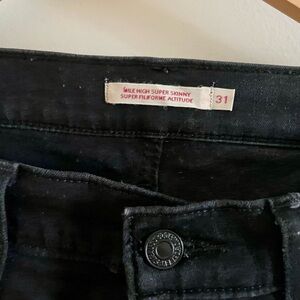 MILE HIGH SUPER SKINNY
SUPER FILIFORME ALTITUDE
31